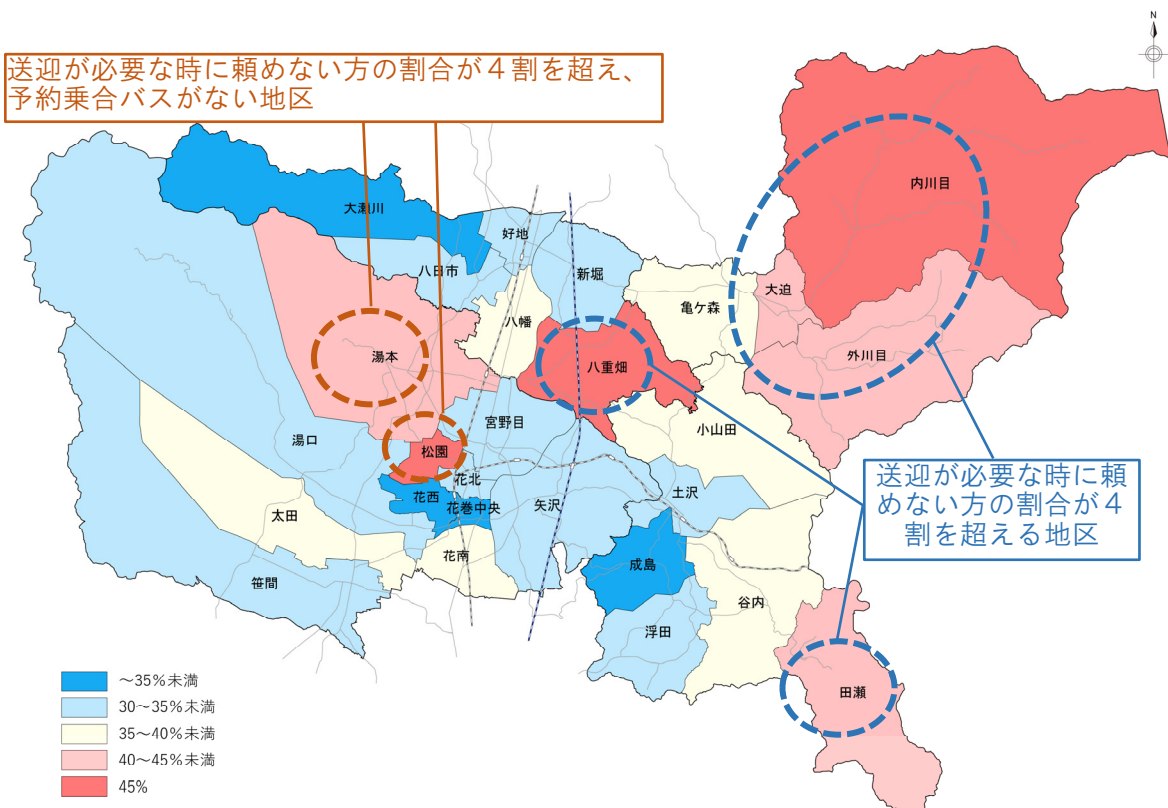 N
送迎が必要な時に頼めない方の割合が４割を超え、
予約乗合バスがない地区
内川目
大瀬川
好地
八日市
新堀
大迫
亀ケ森
八幡
外川目
湯本
八重畑
宮野目
小山田
湯口
松園
花北
土沢
送迎が必要な時に頼
めない方の割合が４
割を超える地区
花西
花巻中央
矢沢
太田
花南
成島
笹間
谷内
浮田
田瀬
～35%未満
30～35%未満
35～40%未満
40～45%未満
45%